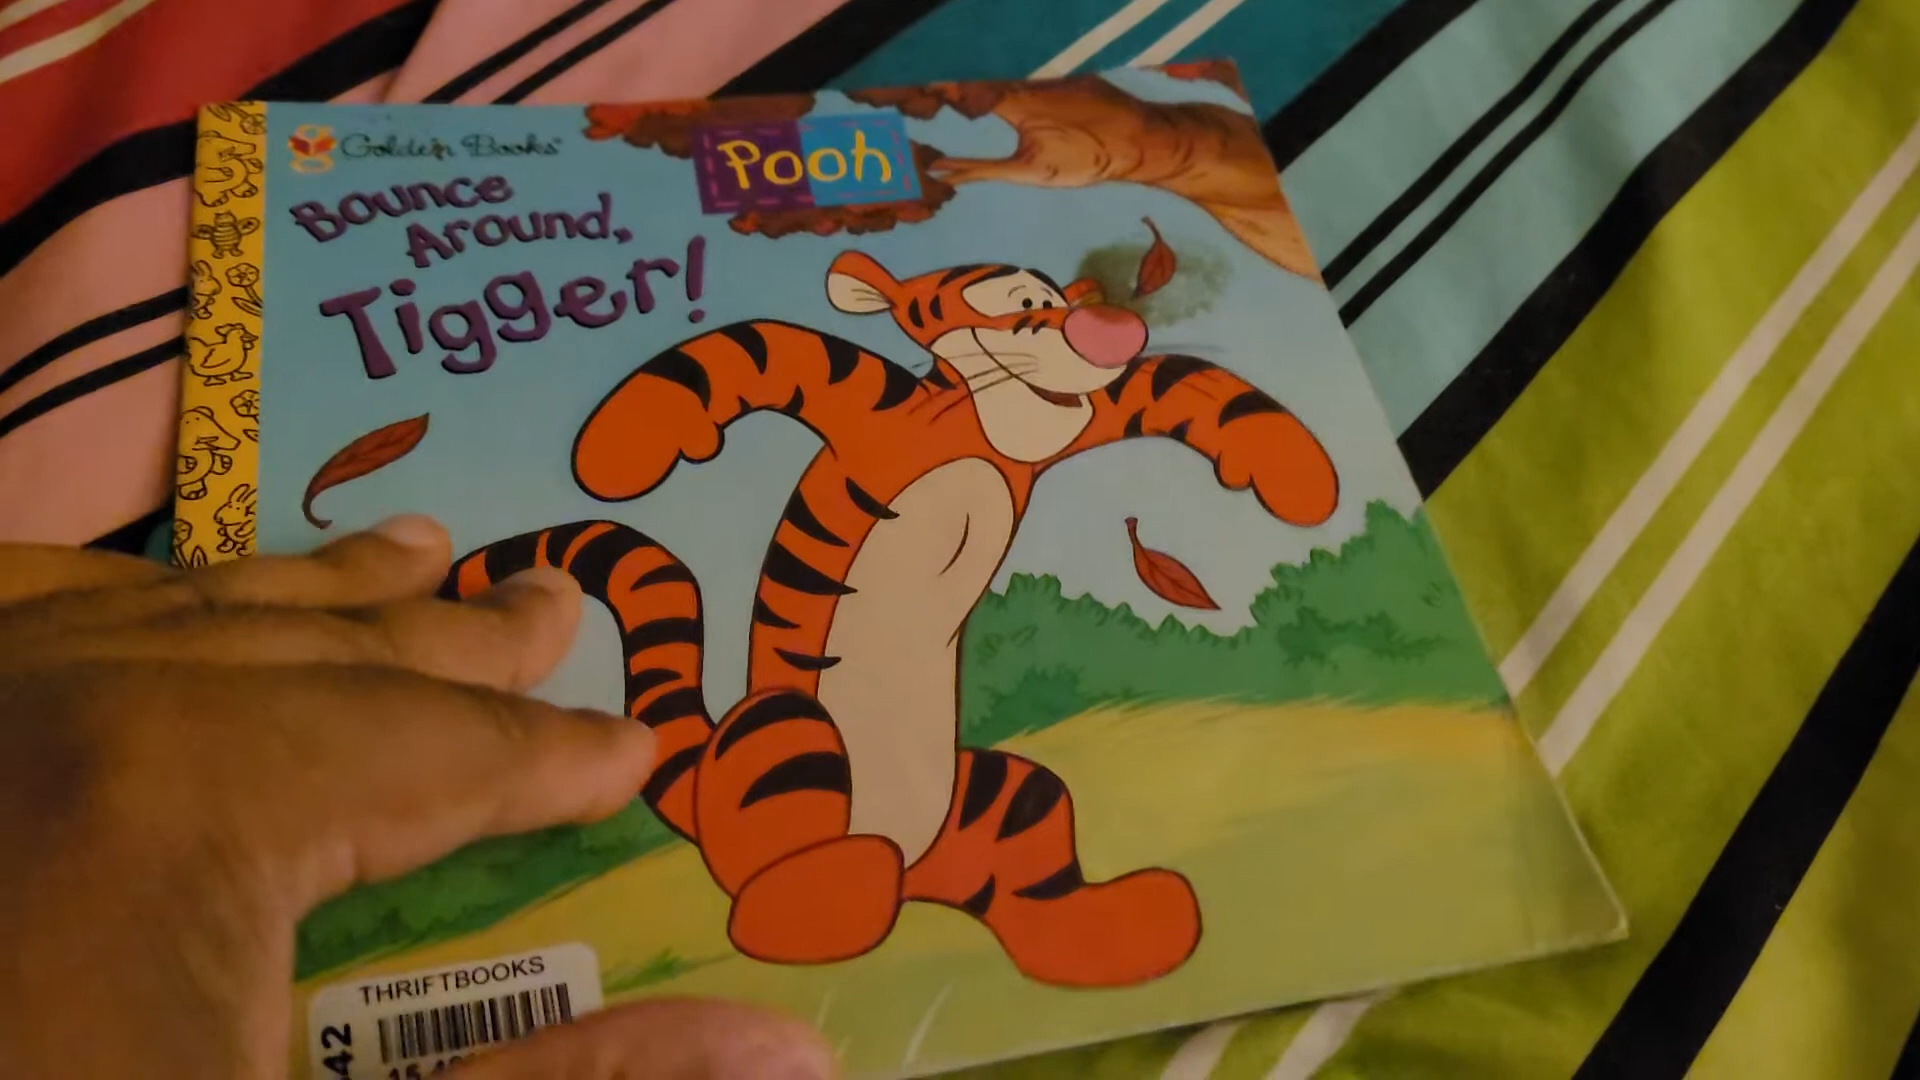 Golden Books
Pooh
Bounce
Around,
Tigger!
THRIFTBOOKS
42